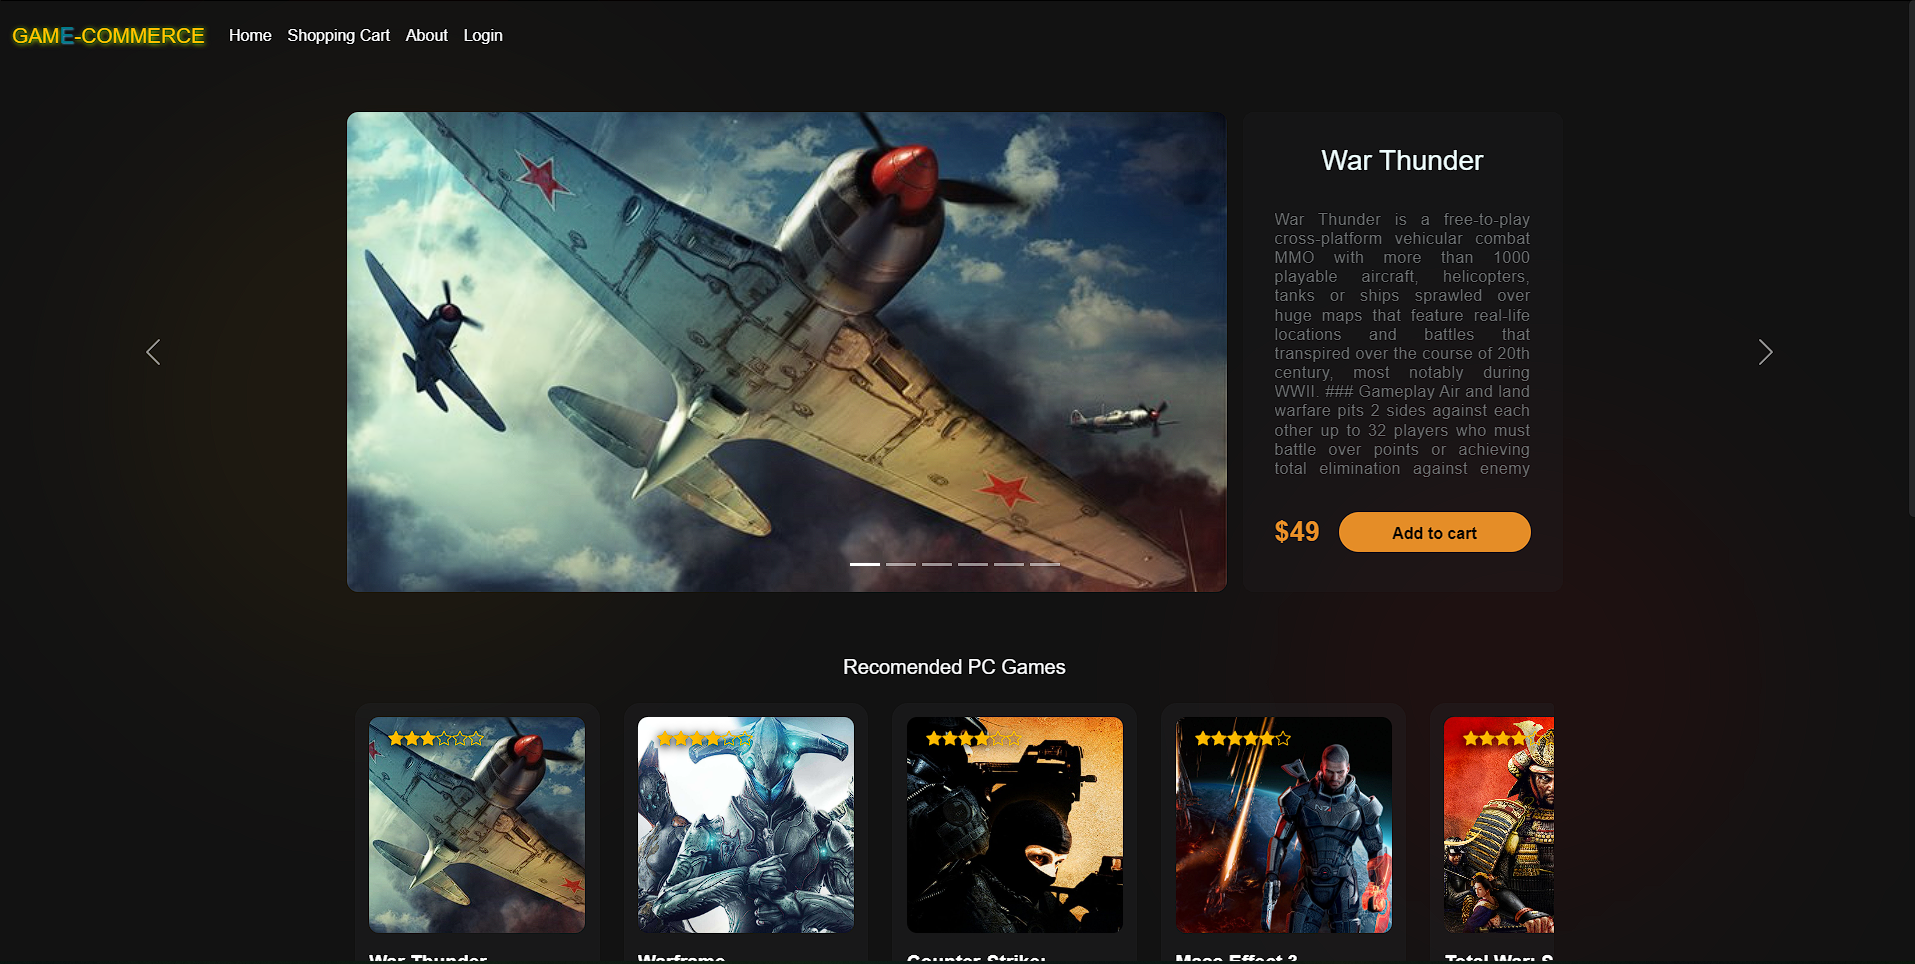 GAME-COMMERCE Home Shopping Cart About Login
War Thunder
War Thunder is a free-to-play
cross-platform vehicular combat
MMO with more than 1000
playable aircraft, helicopters,
tanks or ships sprawled over
huge maps that feature real-life
locations and battles that
transpired over the course of 20th
century, most notably during
WWII. ### Gameplay Air and land
warfare pits 2 sides against each
other up to 32 players who must
battle over points or achieving
total elimination against enemy
$49 Add to cart
Recomended PC Games
N7
War Thunder
Warframe
Counter-Strike:
Mass Effect 3
Total War: S